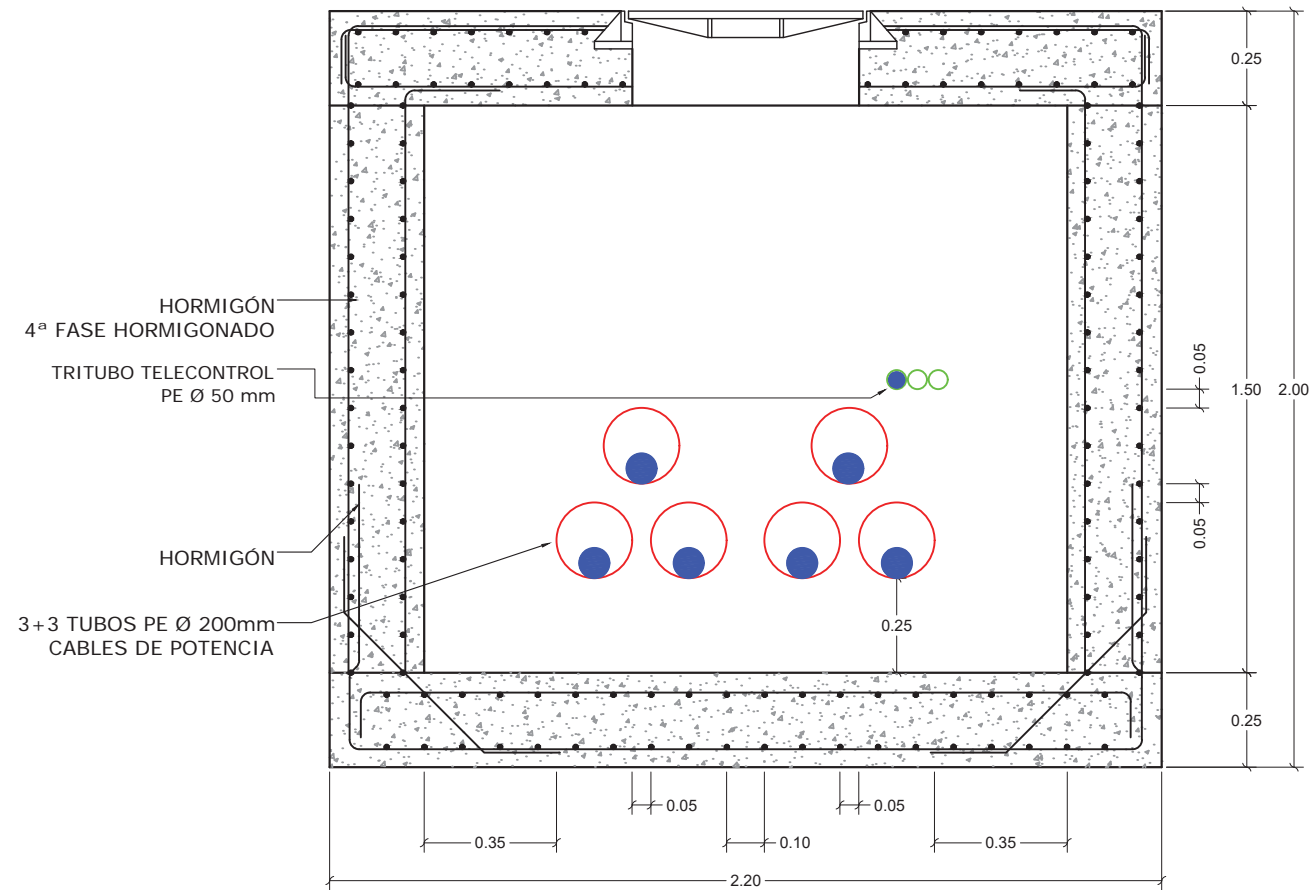 0.25
HORMIGÓN
4ª FASE HORMIGONADO
TRITUBO TELECONTROL
PE Ø 50 mm
0.05
1.50
2.00
0.05
HORMIGÓN
3+3 TUBOS PE Ø 200mm
CABLES DE POTENCIA
0.25
0.25
0.05
0.05
0.35
0.10
0.35
2.20